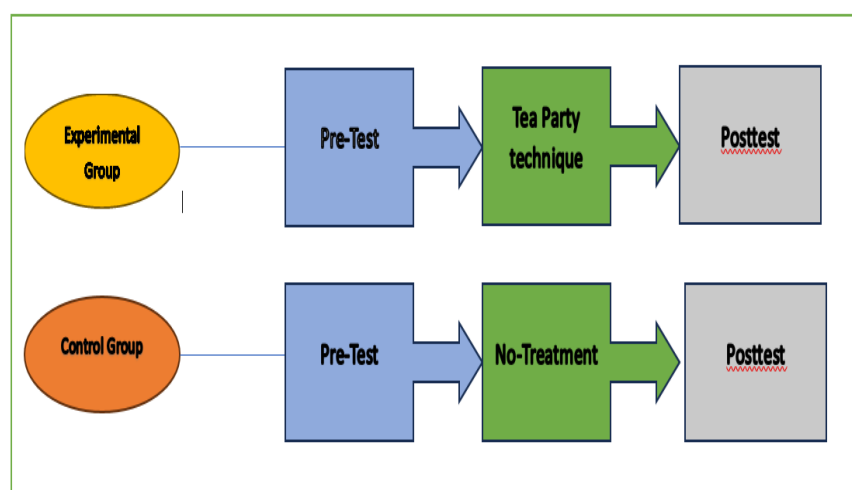 Experimental
Group
Pre-Test
Tea Party
technique
Posttest
Control Group
Pre-Test
No-Treatment
Posttest